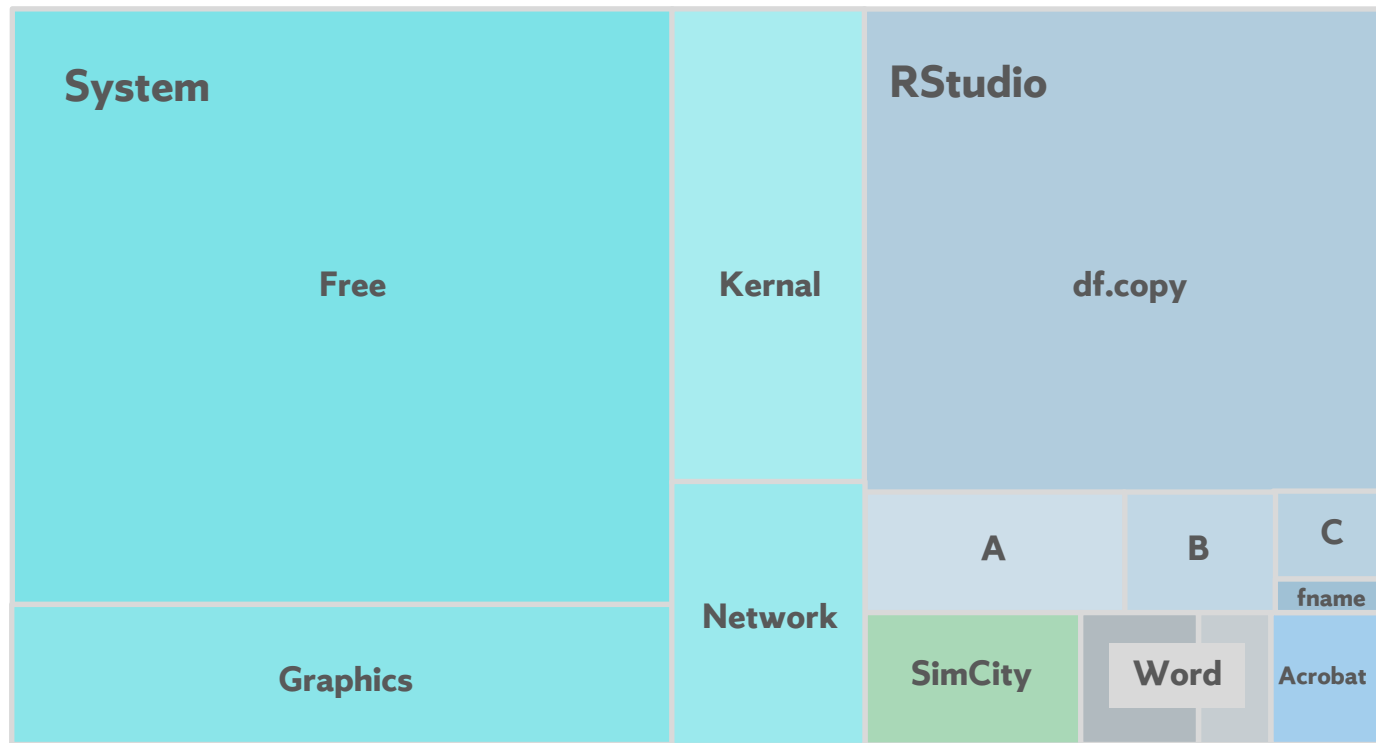 System
RStudio
Free
Kernal
df.copy
A
B
C
fname
Network
Graphics
SimCity
Word
Acrobat